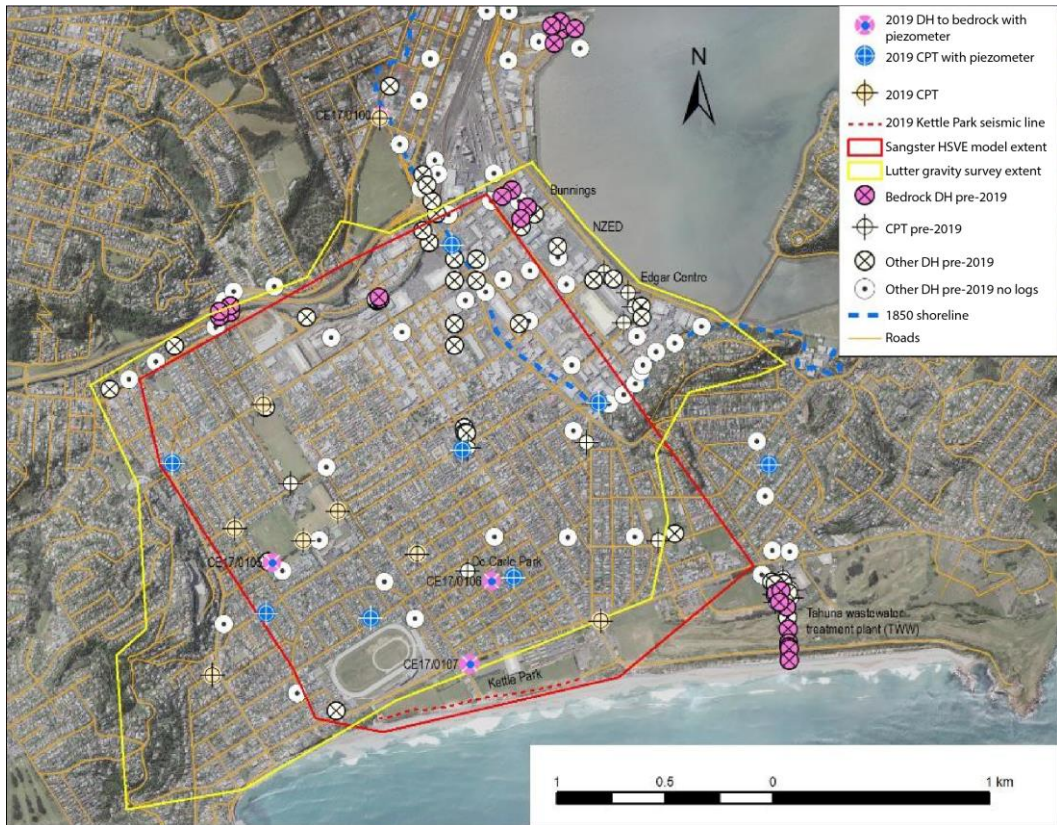 2019 DH to bedrock with
piezometer
2019 CPT with piezometer
2019 CPT
2019 Kettle Park seismic line
Sangster HSVE model extent
Lutter gravity survey extent
Bedrock DH pre-2019
CPT pre-2019
Other DH pre-2019
Other DH pre-2019 no logs
1850 shoreline
Roads
N
CE17/0100
Bunnings
NZED
Edgar Centre
CE17/0105
De Carle Park
CE17/0106
CE17/0107
Kettle Park
Tahuna wastewater
treatment plant (TWW)
1 0.5 0 1 km